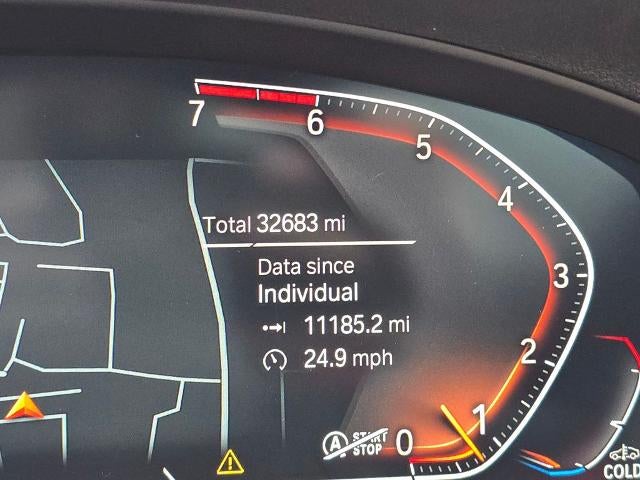 7
6
5
4
3
2
1
0
Total 32683 mi
Data since
Individual
11185.2 mi
24.9 mph
A START
STOP
COLD